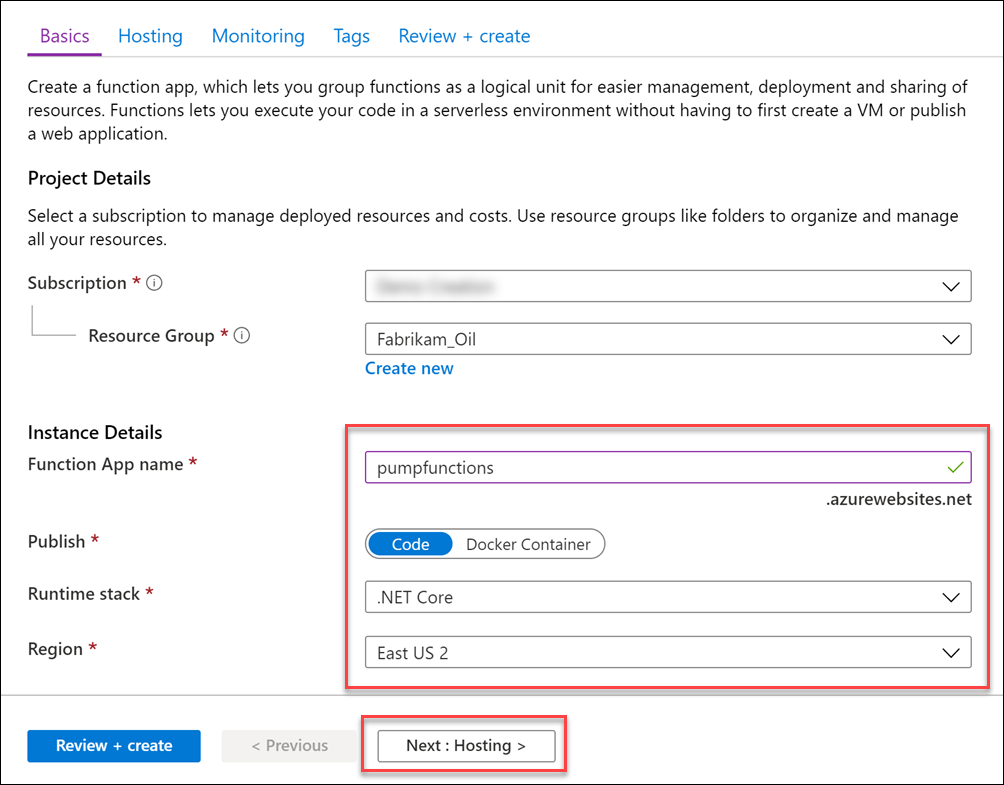 Basics Hosting Monitoring Tags Review + create
Create a function app, which lets you group functions as a logical unit for easier management, deployment and sharing of
resources. Functions lets you execute your code in a serverless environment without having to first create a VM or publish
a web application.
Project Details
Select a subscription to manage deployed resources and costs. Use resource groups like folders to organize and manage
all your resources.
Subscription *
Resource Group * Fabrikam_Oil
Create new
Instance Details
Function App name * pumpfunctions
.azurewebsites.net
Publish * Code Docker Container
Runtime stack * .NET Core
Region * East US 2
Review + create < Previous Next : Hosting >